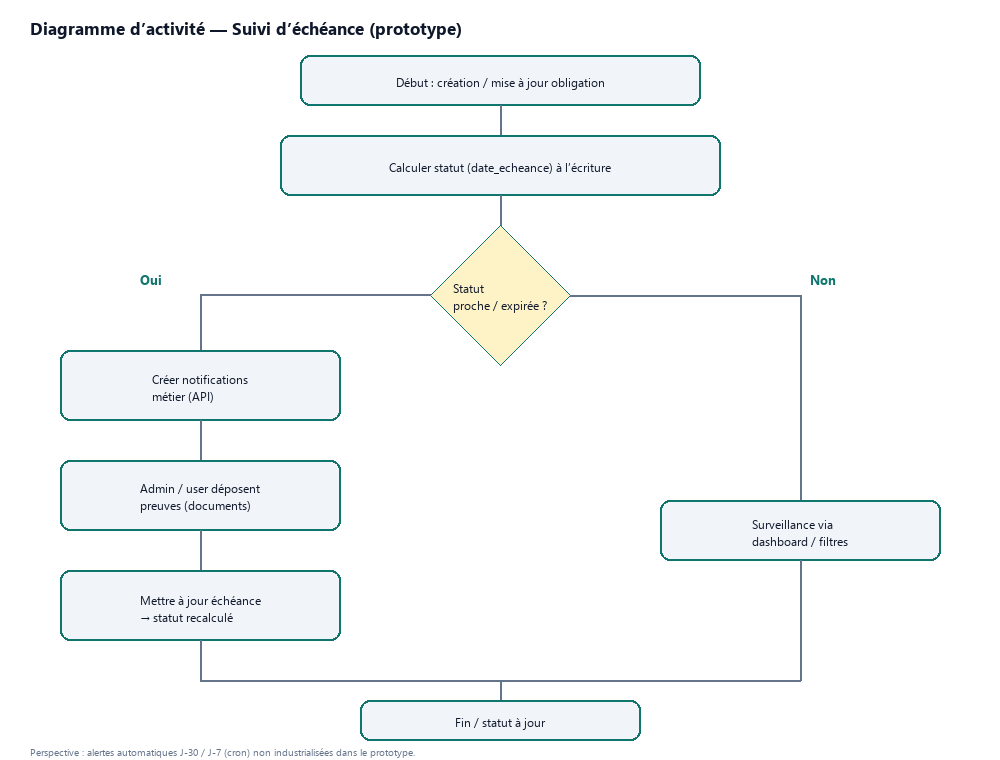 Diagramme d’activité — Suivi d’échéance (prototype)
Début : création / mise à jour obligation
Calculer statut (date_echeance) à l’écriture
Oui
Non
Statut
proche / expirée ?
Créer notifications
métier (API)
Admin / user déposent
preuves (documents)
Surveillance via
dashboard / filtres
Mettre à jour échéance
→ statut recalculé
Fin / statut à jour
Perspective : alertes automatiques J-30 / J-7 (cron) non industrialisées dans le prototype.